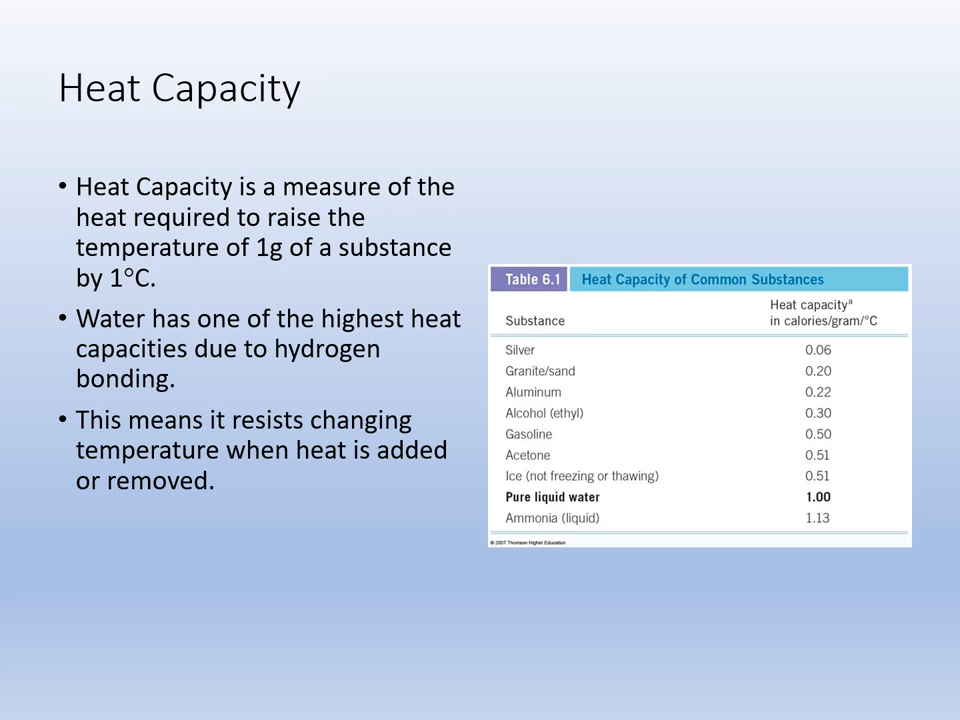 Heat Capacity
• Heat Capacity is a measure of the
heat required to raise the
temperature of 1g of a substance
by 1°C.
• Water has one of the highest heat
capacities due to hydrogen
bonding.
• This means it resists changing
temperature when heat is added
or removed.
Table 6.1 Heat Capacity of Common Substances
Substance Heat capacityᵃ
in calories/gram/°C
Silver 0.06
Granite/sand 0.20
Aluminum 0.22
Alcohol (ethyl) 0.30
Gasoline 0.50
Acetone 0.51
Ice (not freezing or thawing) 0.51
Pure liquid water 1.00
Ammonia (liquid) 1.13
© 2007 Thomson Higher Education